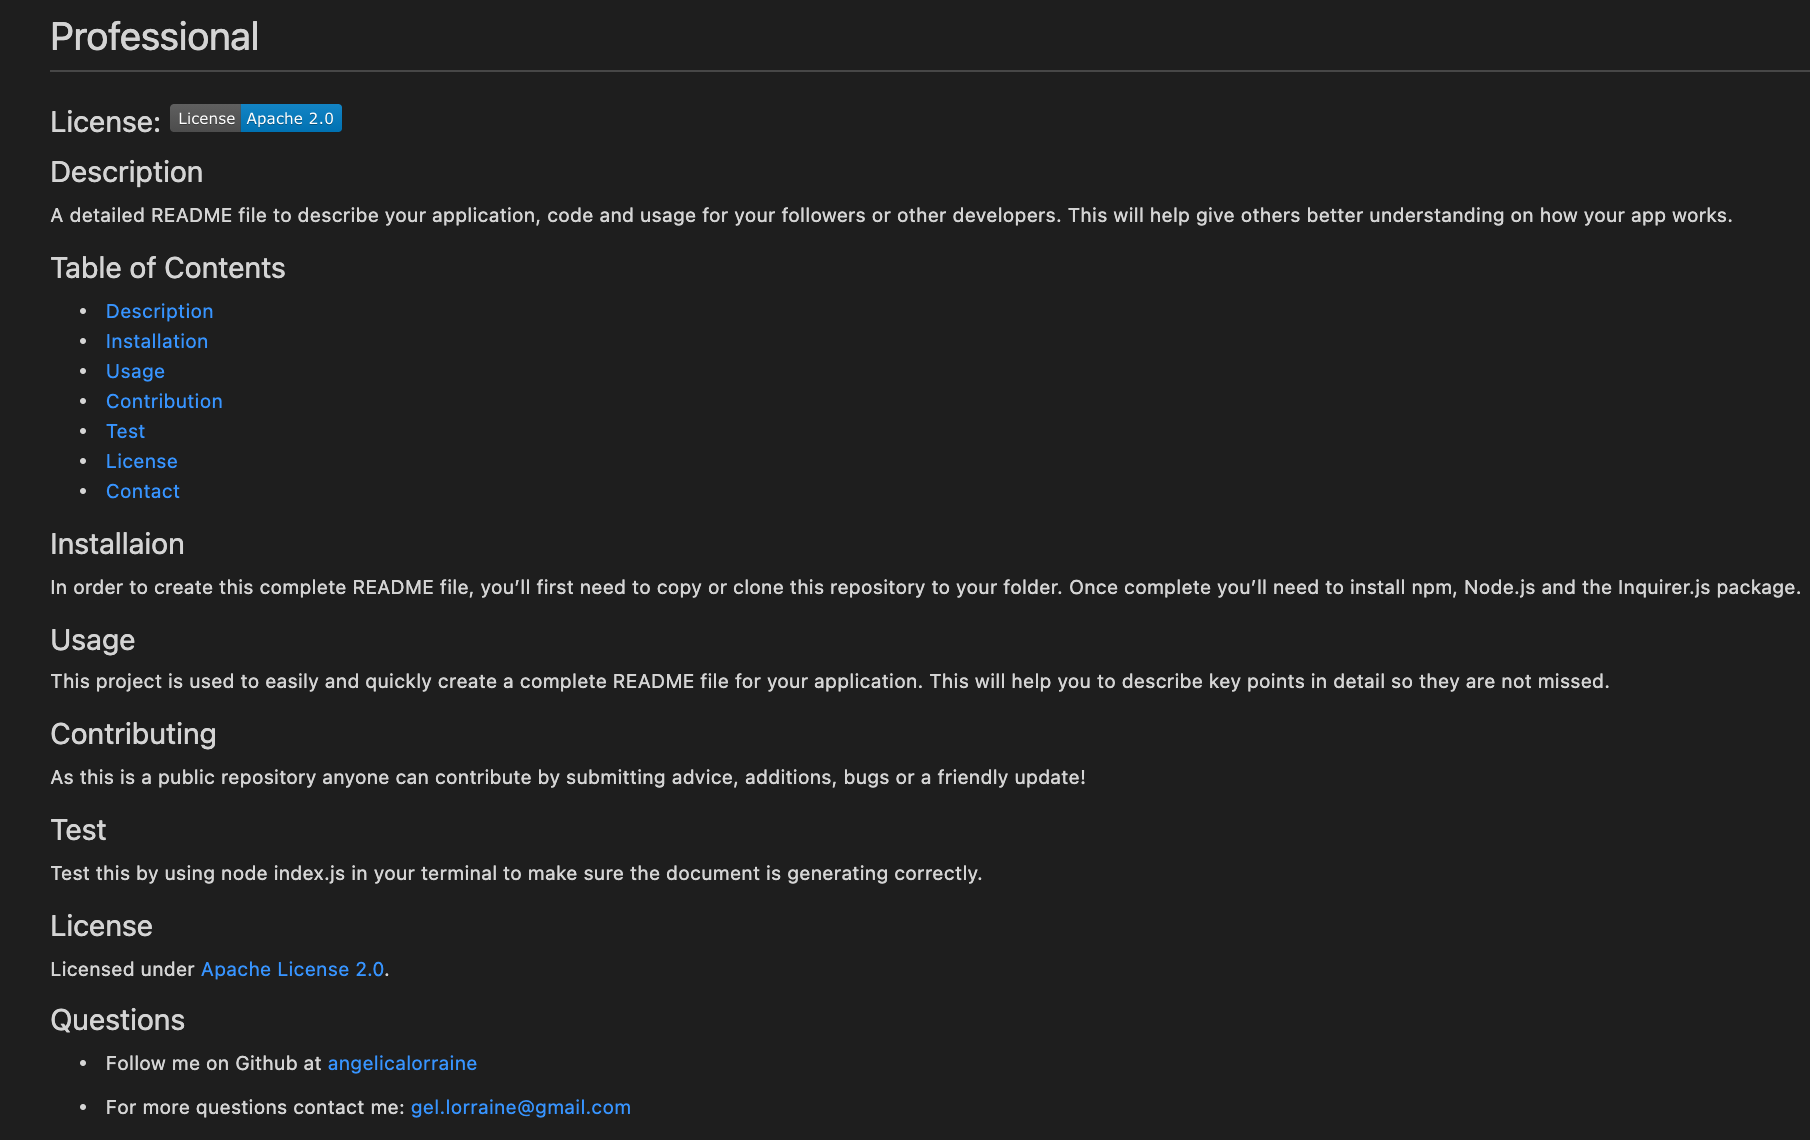 Professional
License: License Apache 2.0
Description
A detailed README file to describe your application, code and usage for your followers or other developers. This will help give others better understanding on how your app works.
Table of Contents
• Description
• Installation
• Usage
• Contribution
• Test
• License
• Contact
Installaion
In order to create this complete README file, you’ll first need to copy or clone this repository to your folder. Once complete you’ll need to install npm, Node.js and the Inquirer.js package.
Usage
This project is used to easily and quickly create a complete README file for your application. This will help you to describe key points in detail so they are not missed.
Contributing
As this is a public repository anyone can contribute by submitting advice, additions, bugs or a friendly update!
Test
Test this by using node index.js in your terminal to make sure the document is generating correctly.
License
Licensed under Apache License 2.0.
Questions
• Follow me on Github at angelicalorraine
• For more questions contact me: gel.lorraine@gmail.com